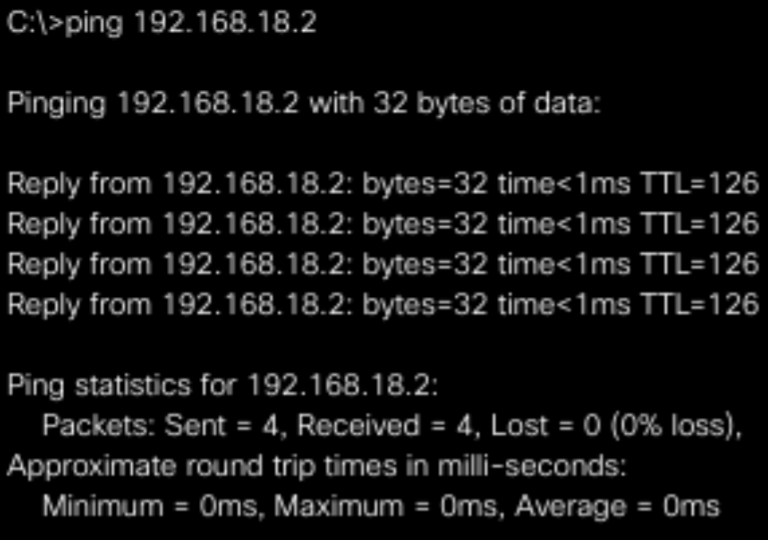 C:\>ping 192.168.18.2
Pinging 192.168.18.2 with 32 bytes of data:
Reply from 192.168.18.2: bytes=32 time<1ms TTL=126
Reply from 192.168.18.2: bytes=32 time<1ms TTL=126
Reply from 192.168.18.2: bytes=32 time<1ms TTL=126
Reply from 192.168.18.2: bytes=32 time<1ms TTL=126
Ping statistics for 192.168.18.2:
Packets: Sent = 4, Received = 4, Lost = 0 (0% loss),
Approximate round trip times in milli-seconds:
Minimum = 0ms, Maximum = 0ms, Average = 0ms